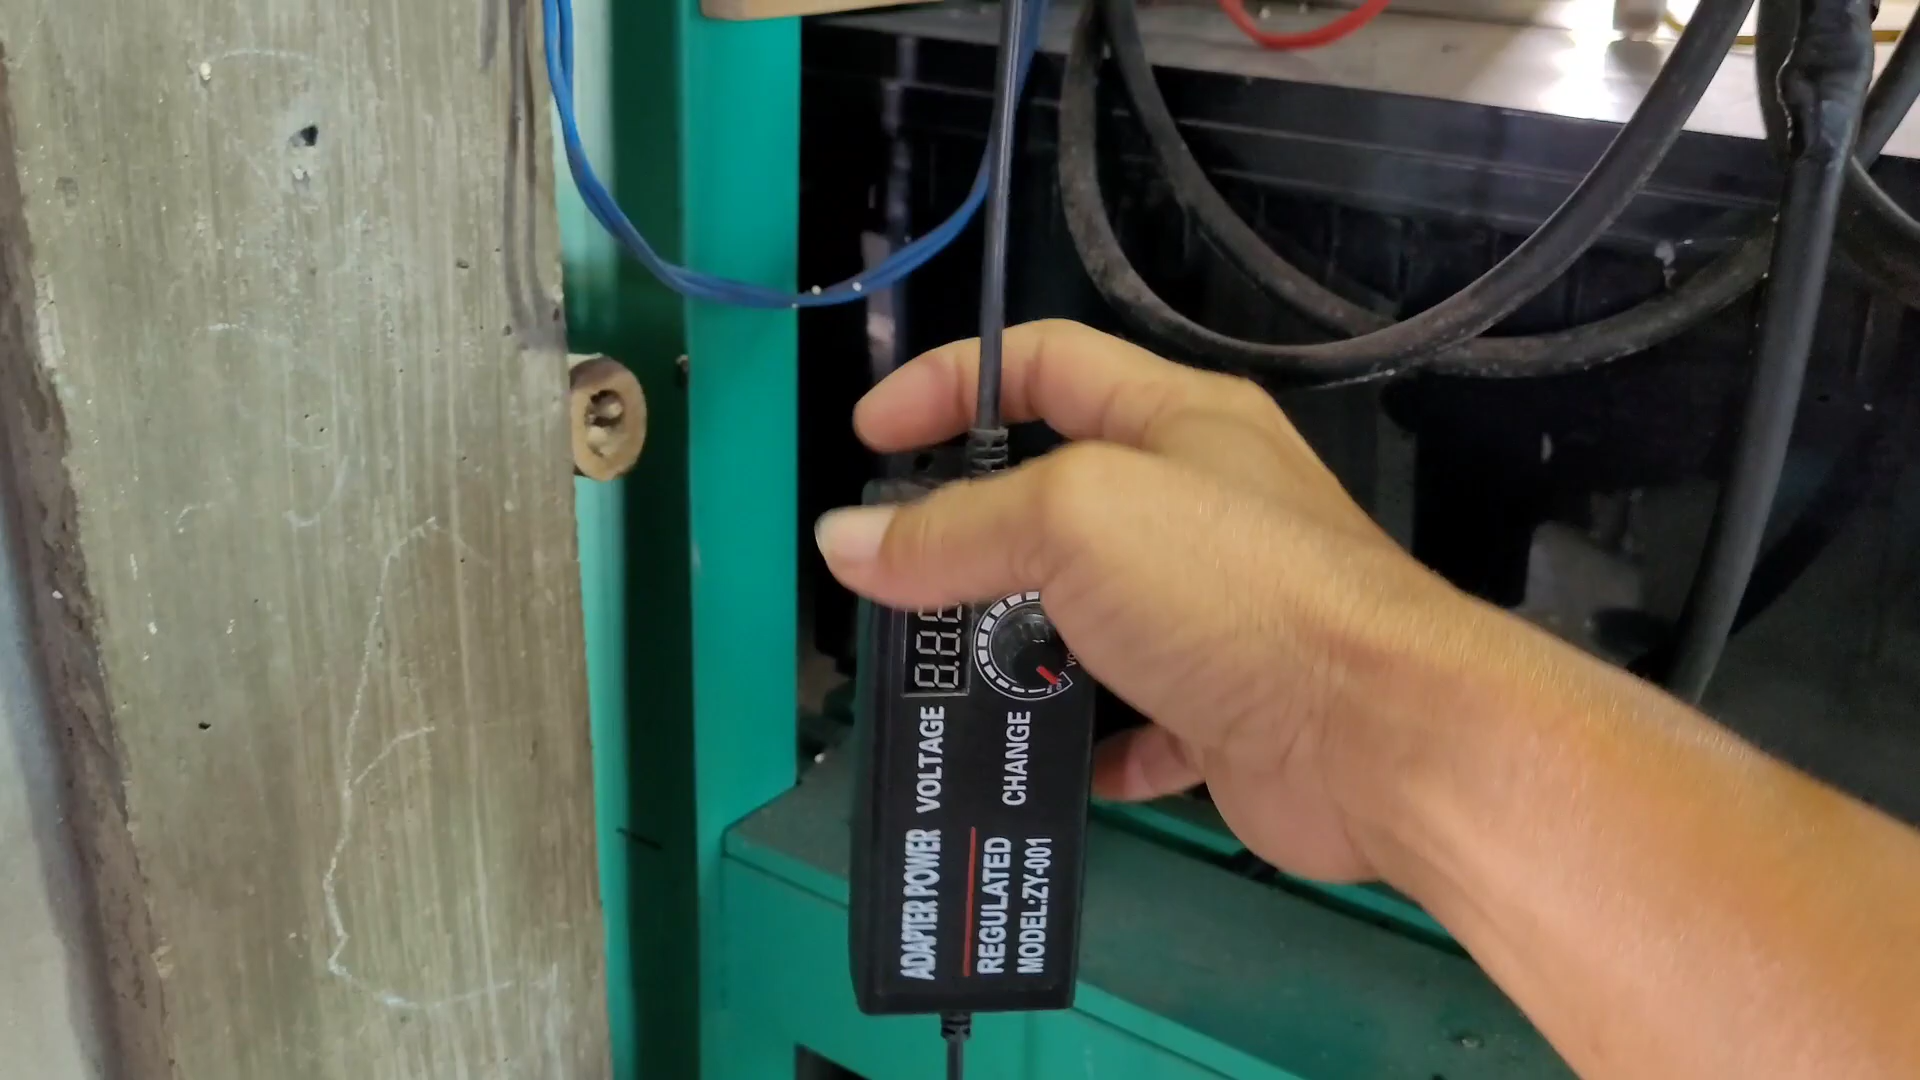 ADAPTER POWER VOLTAGE
CHANGE
REGULATED
MODEL:ZY-001